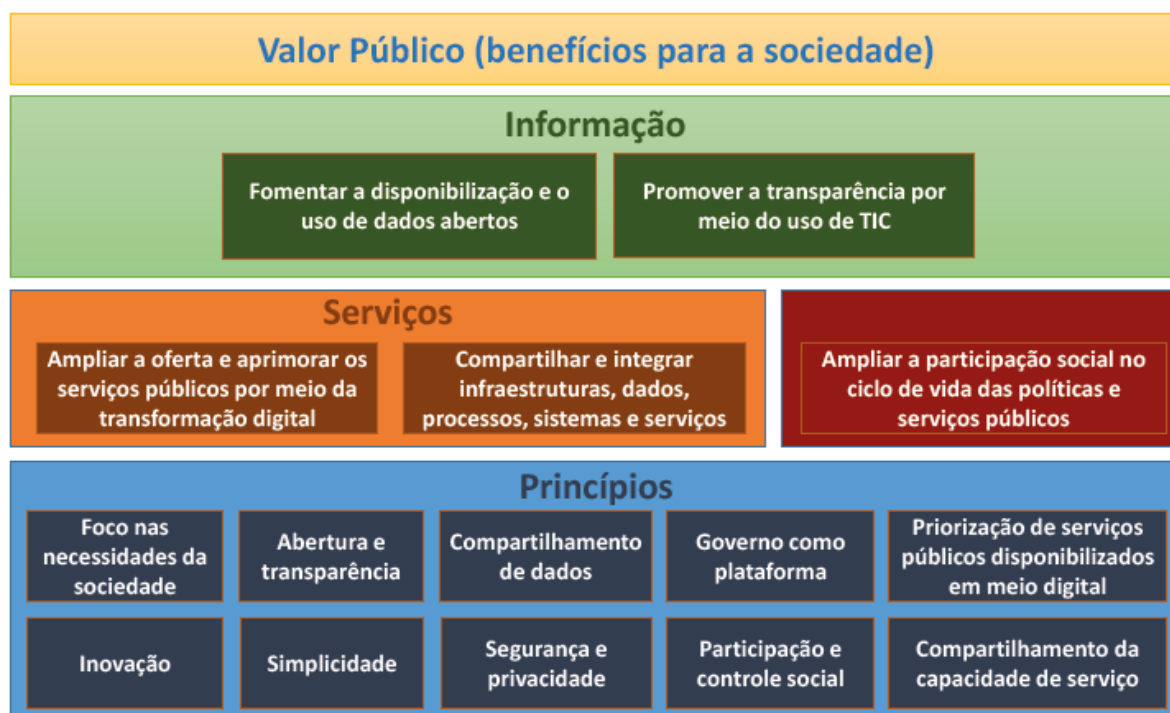 Valor Público (benefícios para a sociedade)
Informação
Fomentar a disponibilização e o
uso de dados abertos
Promover a transparência por
meio do uso de TIC
Serviços
Ampliar a oferta e aprimorar os
serviços públicos por meio da
transformação digital
Compartilhar e integrar
infraestruturas, dados,
processos, sistemas e serviços
Ampliar a participação social no
ciclo de vida das políticas e
serviços públicos
Princípios
Foco nas
necessidades da
sociedade
Abertura e
transparência
Compartilhamento
de dados
Governo como
plataforma
Priorização de serviços
públicos disponibilizados
em meio digital
Inovação
Simplicidade
Segurança e
privacidade
Participação e
controle social
Compartilhamento da
capacidade de serviço